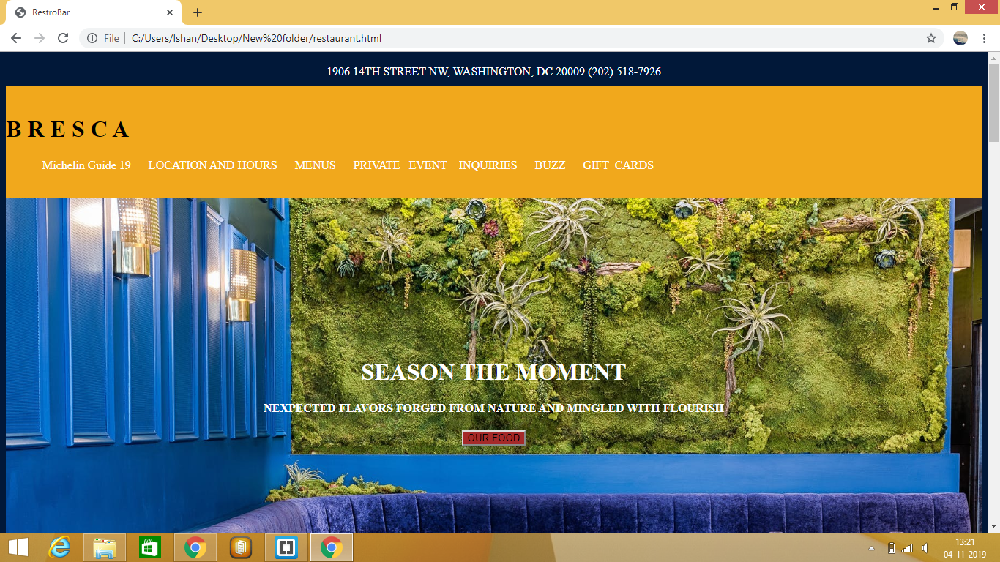 RestroBar
File C:/Users/Ishan/Desktop/New%20folder/restaurant.html
1906 14TH STREET NW, WASHINGTON, DC 20009 (202) 518-7926
B R E S C A
Michelin Guide 19 LOCATION AND HOURS MENUS PRIVATE EVENT INQUIRIES BUZZ GIFT CARDS
SEASON THE MOMENT
NEXPECTED FLAVORS FORGED FROM NATURE AND MINGLED WITH FLOURISH
OUR FOOD
13:21
04-11-2019